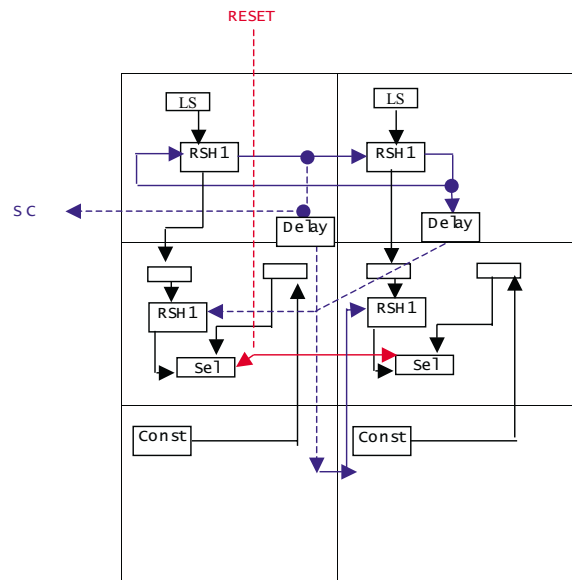 RESET
LS LS
RSH1 RSH1
SC
Delay Delay
RSH1 RSH1
Sel Sel
Const Const